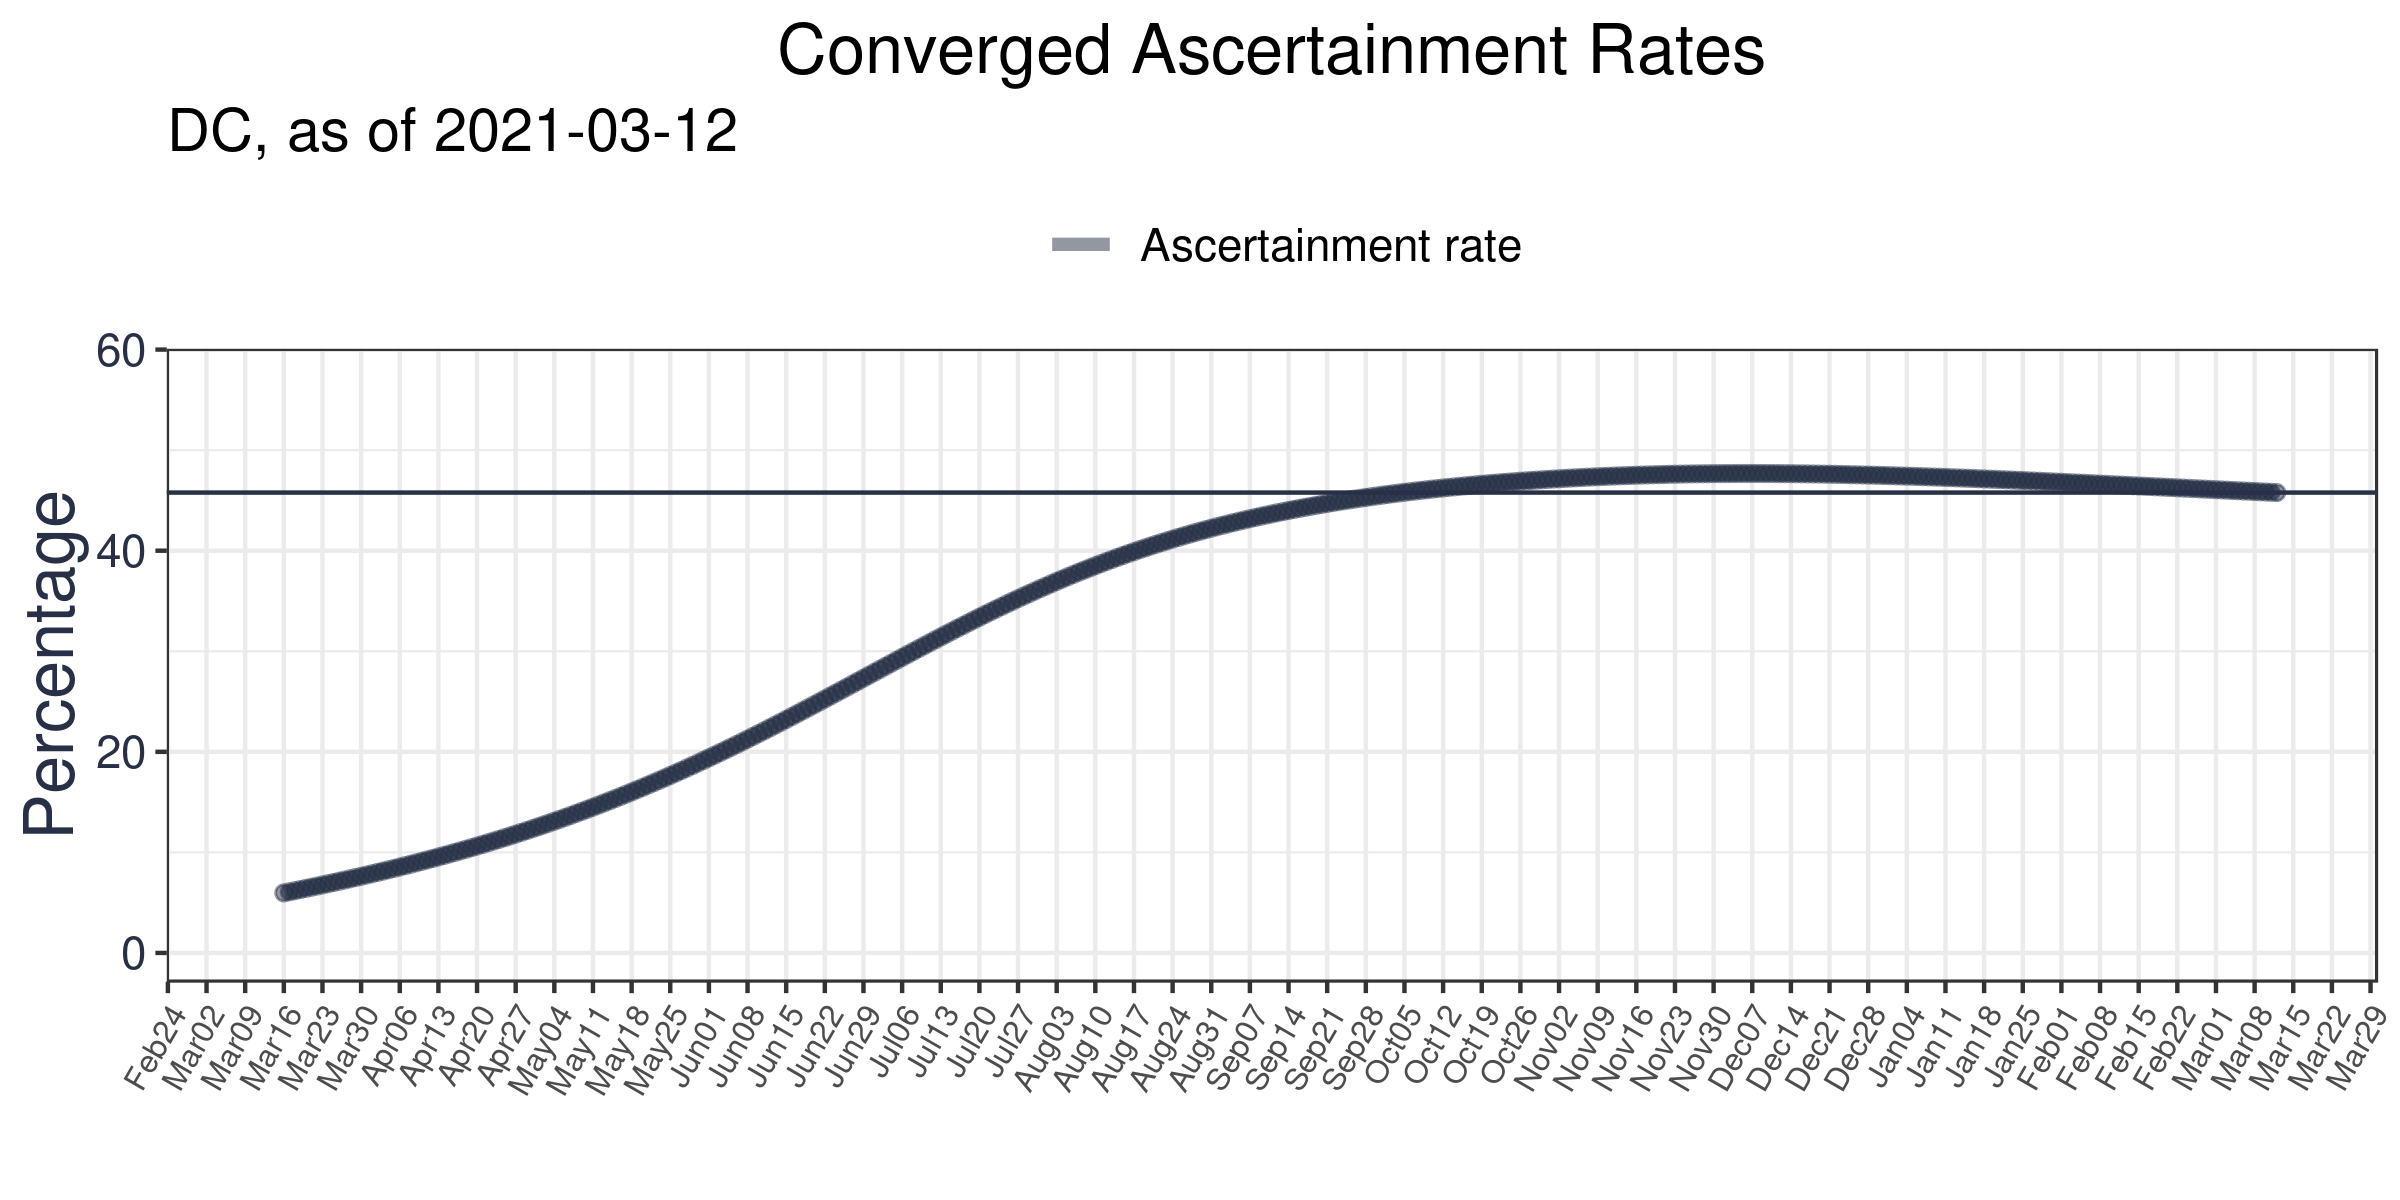 Converged Ascertainment Rates
DC, as of 2021-03-12
Ascertainment rate
Percentage
60
40
20
0
Feb24
Mar02
Mar09
Mar16
Mar23
Mar30
Apr06
Apr13
Apr20
Apr27
May04
May11
May18
May25
Jun01
Jun08
Jun15
Jun22
Jun29
Jul06
Jul13
Jul20
Jul27
Aug03
Aug10
Aug17
Aug24
Aug31
Sep07
Sep14
Sep21
Sep28
Oct05
Oct12
Oct19
Oct26
Nov02
Nov09
Nov16
Nov23
Nov30
Dec07
Dec14
Dec21
Dec28
Jan04
Jan11
Jan18
Jan25
Feb01
Feb08
Feb15
Feb22
Mar01
Mar08
Mar15
Mar22
Mar29